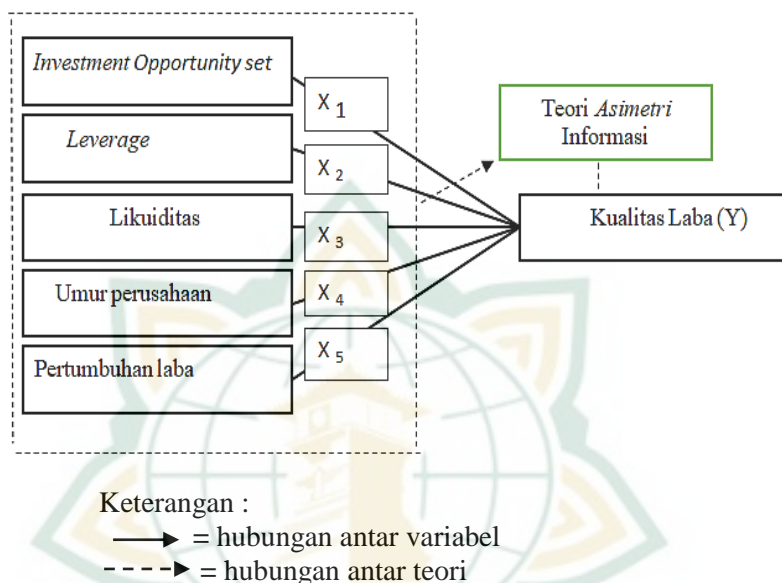 Investment Opportunity set
X 1
Leverage
X 2
Likuiditas
X 3
Umur perusahaan
X 4
Pertumbuhan laba
X 5
Teori Asimetri
Informasi
Kualitas Laba (Y)
Keterangan :
= hubungan antar variabel
= hubungan antar teori